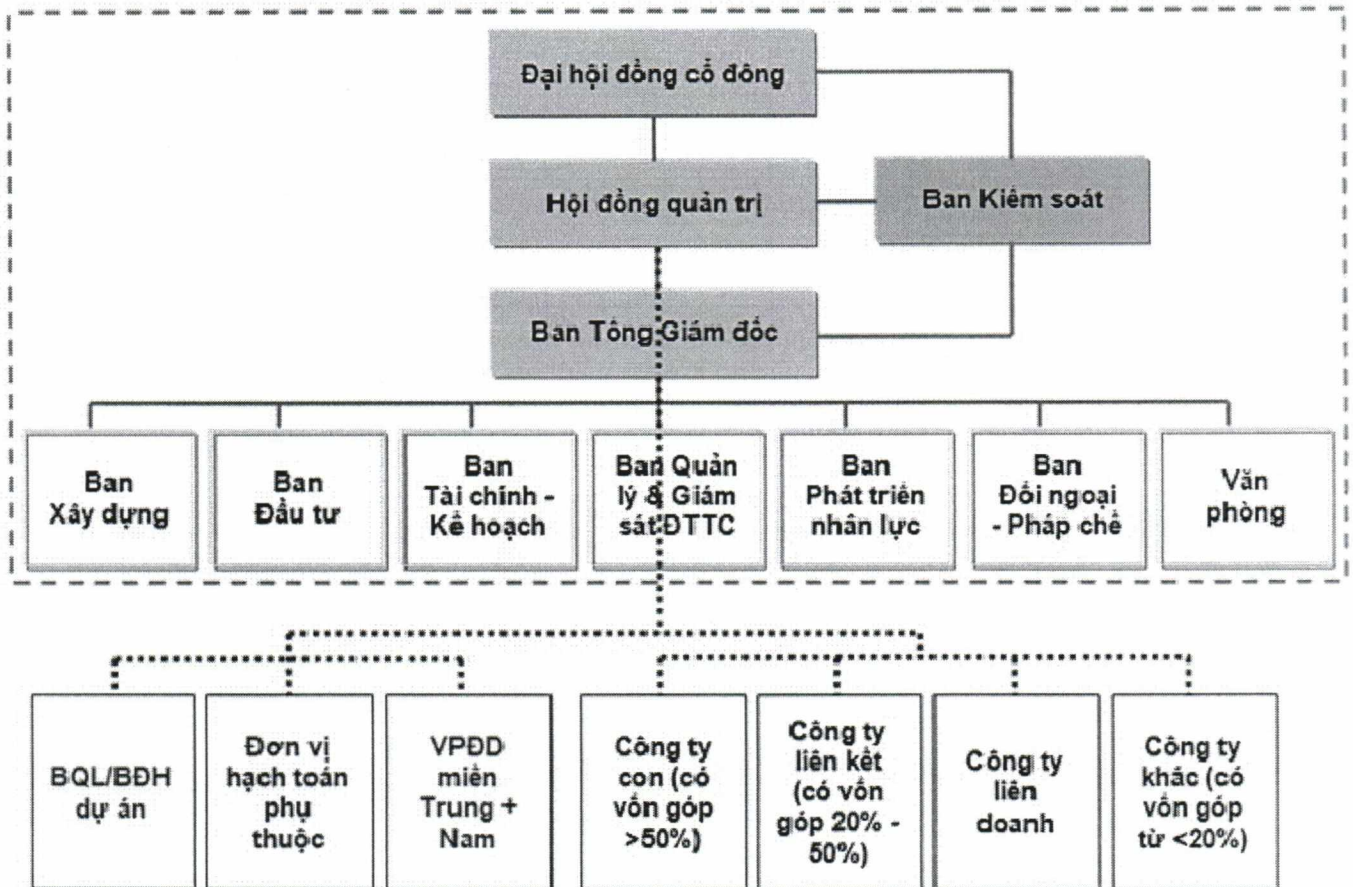 Đại hội đồng cổ đông
Hội đồng quản trị
Ban Kiểm soát
Ban Tổng Giám đốc
Ban
Xây dựng
Ban
Đầu tư
Ban
Tài chính -
Kế hoạch
Ban Quản
lý & Giám
sát ĐTTC
Ban
Phát triển
nhân lực
Ban
Đối ngoại
- Pháp chế
Văn
phòng
BQL/BĐH
dự án
Đơn vị
hạch toán
phụ
thuộc
VPĐD
miền
Trung +
Nam
Công ty
con (có
vốn góp
>50%)
Công ty
liên kết
(có vốn
góp 20% -
50%)
Công ty
liên
doanh
Công ty
khác (có
vốn góp
từ <20%)